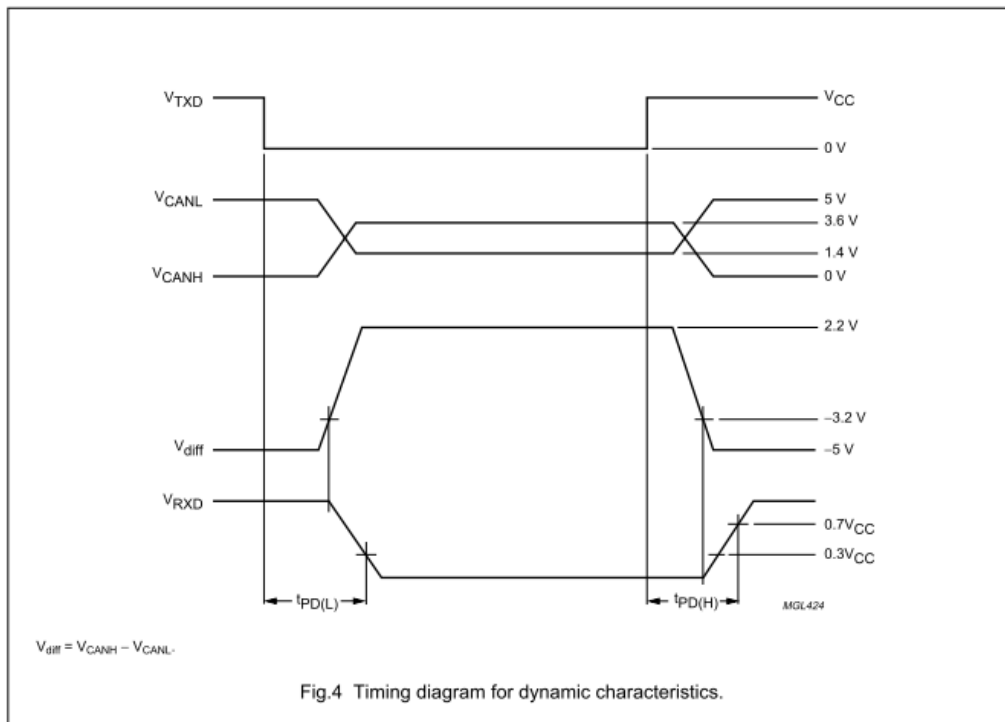 VTXD
VCC
0 V
VCANL
5 V
3.6 V
1.4 V
VCANH
0 V
2.2 V
−3.2 V
Vdiff
−5 V
VRXD
0.7VCC
0.3VCC
tPD(L)
tPD(H)
MGL424
Vdiff = VCANH − VCANL.
Fig.4 Timing diagram for dynamic characteristics.